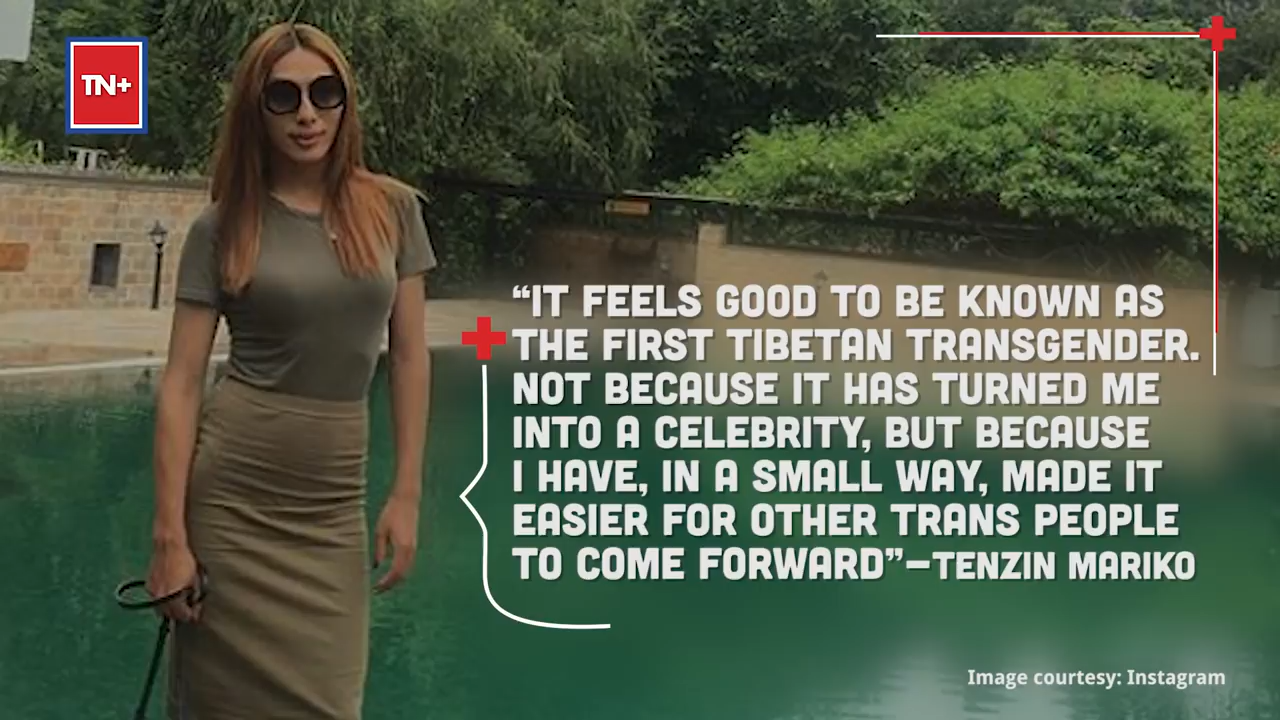 TN+
“IT FEELS GOOD TO BE KNOWN AS
THE FIRST TIBETAN TRANSGENDER.
NOT BECAUSE IT HAS TURNED ME
INTO A CELEBRITY, BUT BECAUSE
I HAVE, IN A SMALL WAY, MADE IT
EASIER FOR OTHER TRANS PEOPLE
TO COME FORWARD”–TENZIN MARIKO
Image courtesy: Instagram